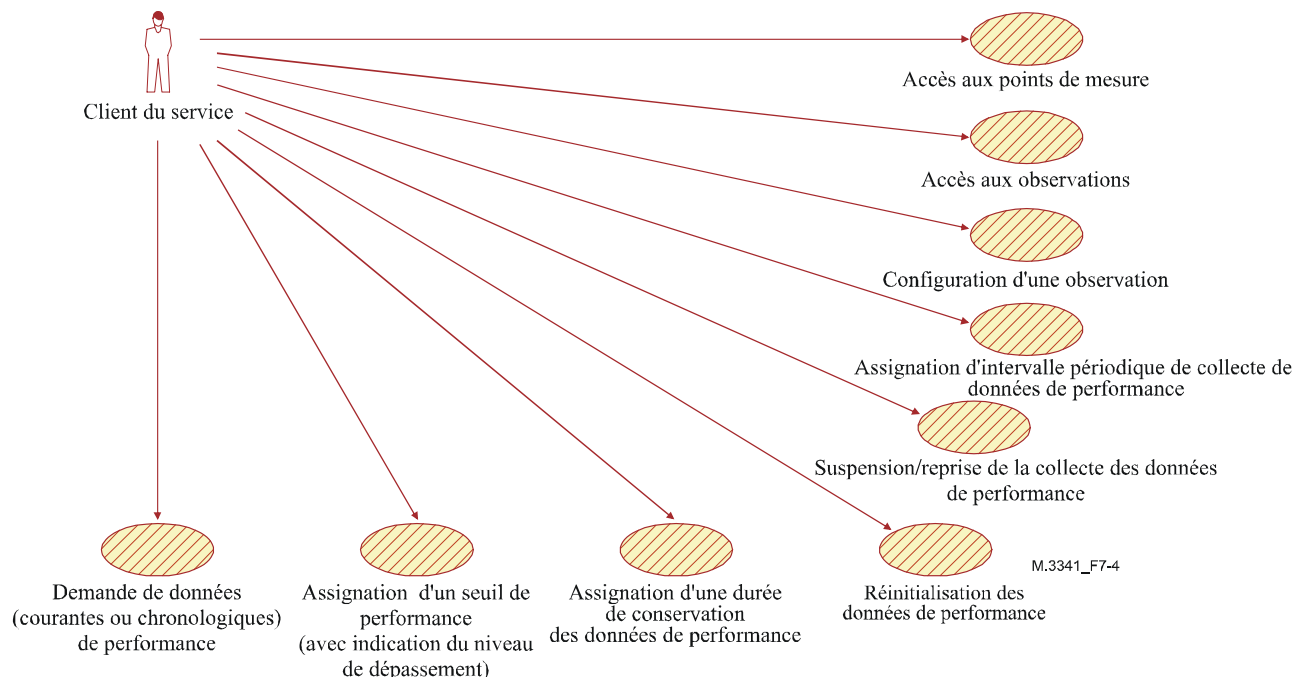 Client du service
Accès aux points de mesure
Accès aux observations
Configuration d'une observation
Assignation d'intervalle périodique de collecte de
données de performance
Suspension/reprise de la collecte des données
de performance
M.3341_F7-4
Demande de données
(courantes ou chronologiques)
de performance
Assignation d'un seuil de
performance
(avec indication du niveau
de dépassement)
Assignation d'une durée
de conservation
des données de performance
Réinitialisation des
données de performance